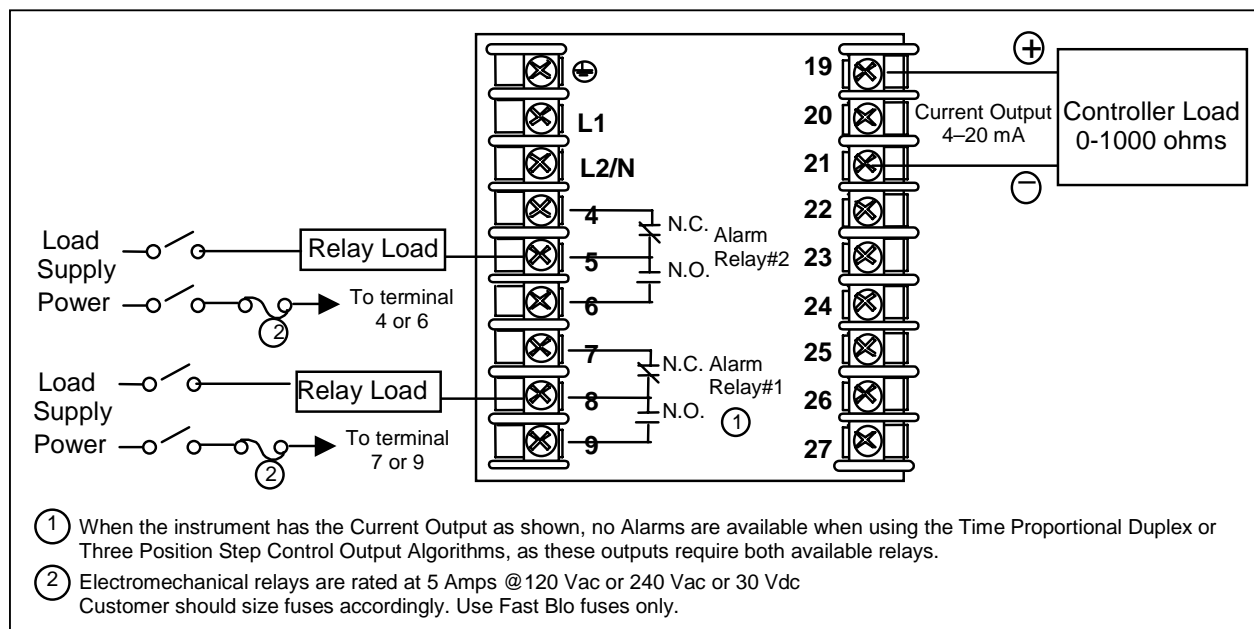 L1
L2/N
4
5
6
7
8
9
N.C.
Alarm
Relay#2
N.O.
N.C. Alarm
Relay#1
N.O.
1
19
20
21
22
23
24
25
26
27
+
Current Output
4–20 mA
–
Controller Load
0-1000 ohms
Load
Supply
Power
Relay Load
2
To terminal
4 or 6
Load
Supply
Power
Relay Load
2
To terminal
7 or 9
1 When the instrument has the Current Output as shown, no Alarms are available when using the Time Proportional Duplex or
Three Position Step Control Output Algorithms, as these outputs require both available relays.
2 Electromechanical relays are rated at 5 Amps @120 Vac or 240 Vac or 30 Vdc
Customer should size fuses accordingly. Use Fast Blo fuses only.